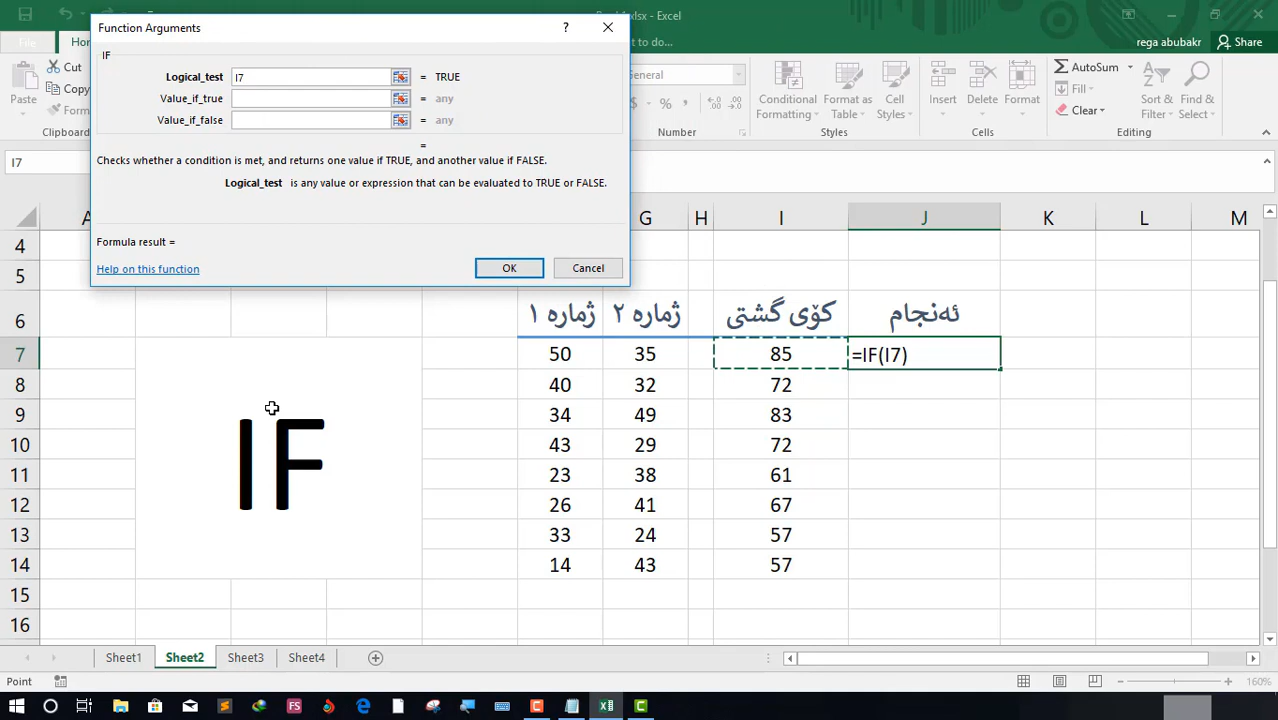 - Excel
Function Arguments
?
IF
Logical_test I7 = TRUE
Value_if_true = any
Value_if_false = any
=
Checks whether a condition is met, and returns one value if TRUE, and another value if FALSE.
Logical_test is any value or expression that can be evaluated to TRUE or FALSE.
Formula result =
Help on this function
OK Cancel
File
to do...
rega abubakr Share
Paste
Cut
Clipboard
General
$ %
Number
Conditional Formatting
Format as Table
Cell Styles
Styles
Insert Delete Format
Cells
AutoSum
Fill
Clear
Sort & Filter
Find & Select
Editing
I7
A G H I J K L M
4
5
6 ژمارە ١ ژمارە ٢ کۆی گشتی ئەنجام
7 50 35 85 =IF(I7)
8 40 32 72
9 34 49 83
10 43 29 72
11 23 38 61
12 26 41 67
13 33 24 57
14 14 43 57
15
16
IF
Sheet1 Sheet2 Sheet3 Sheet4
Point 160%